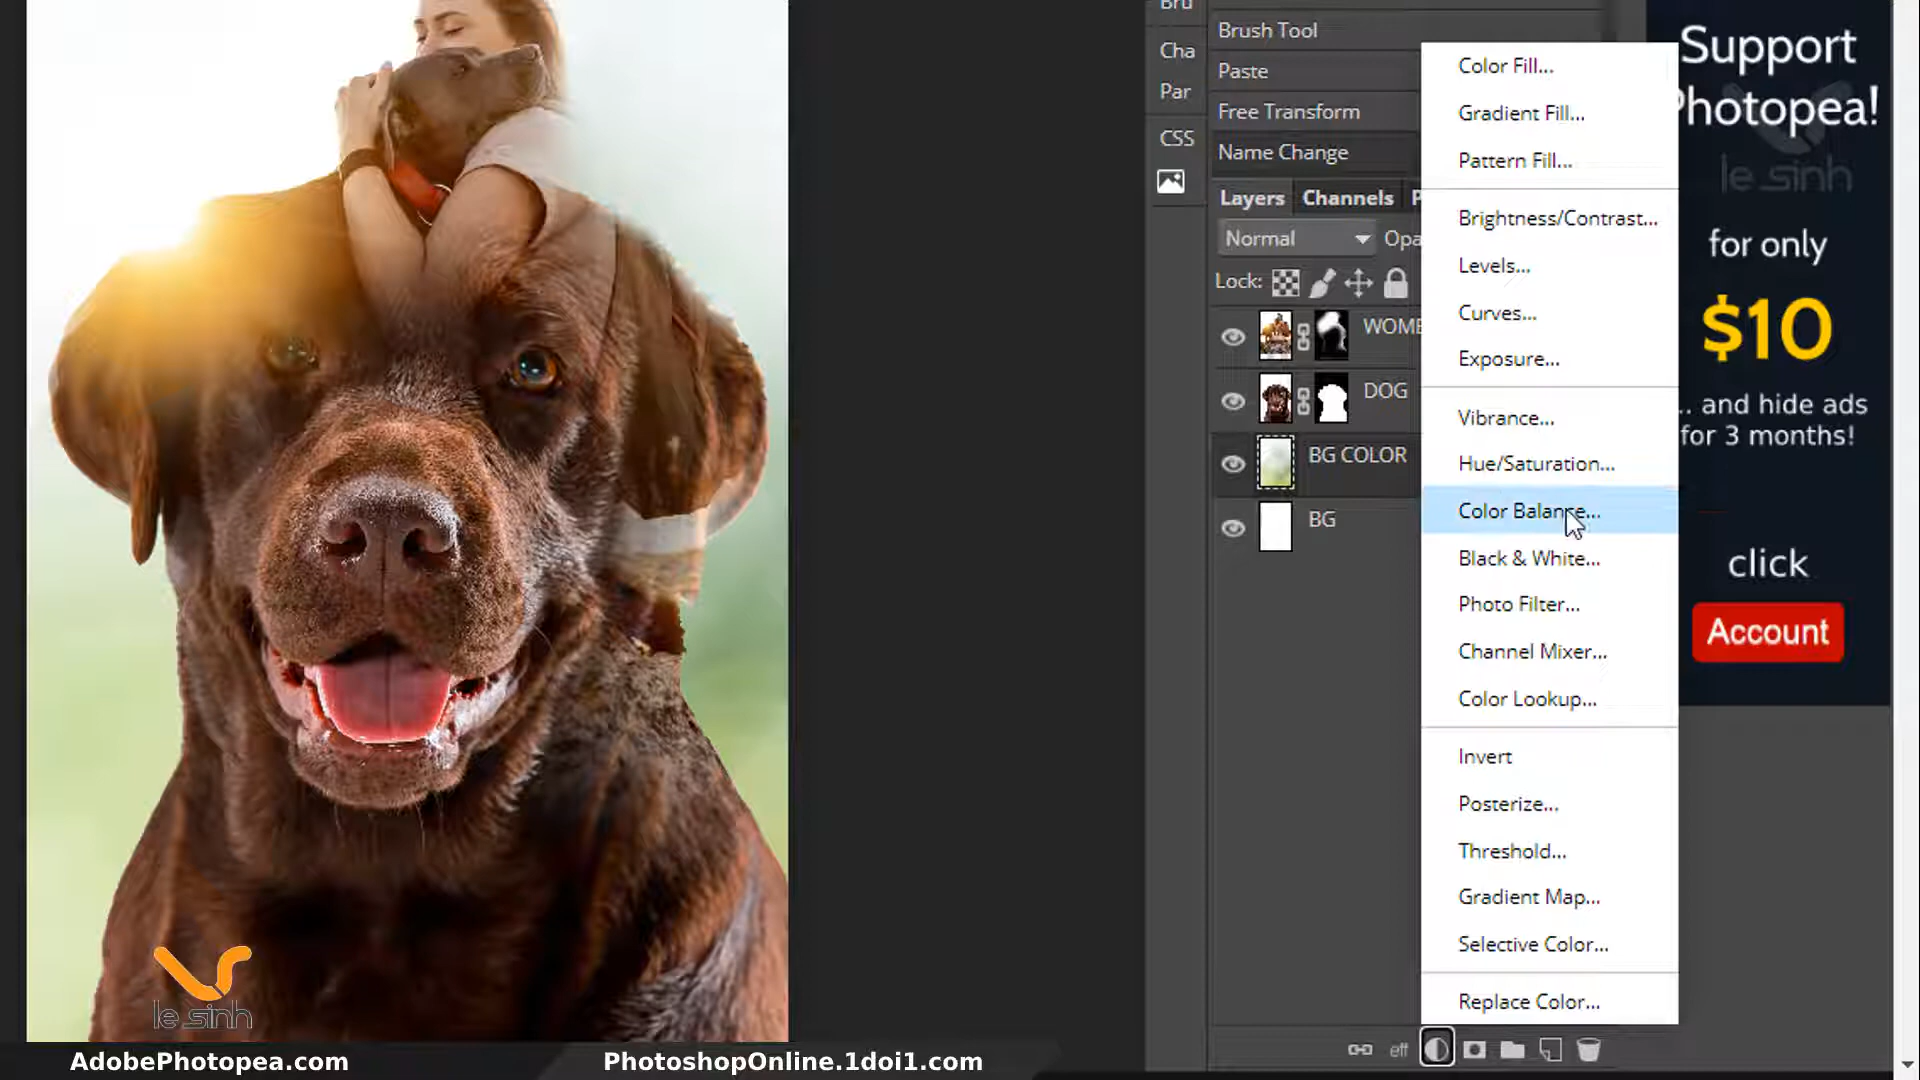 Bru
Cha
Par
CSS
Brush Tool
Paste
Free Transform
Name Change
Layers Channels P
Normal Opa
Lock:
WOME
DOG
BG COLOR
BG
eff
Color Fill...
Gradient Fill...
Pattern Fill...
Brightness/Contrast...
Levels...
Curves...
Exposure...
Vibrance...
Hue/Saturation...
Color Balance...
Black & White...
Photo Filter...
Channel Mixer...
Color Lookup...
Invert
Posterize...
Threshold...
Gradient Map...
Selective Color...
Replace Color...
Support
Photopea!
le sinh
for only
$10
... and hide ads
for 3 months!
click
Account
le sinh
AdobePhotopea.com
PhotoshopOnline.1doi1.com